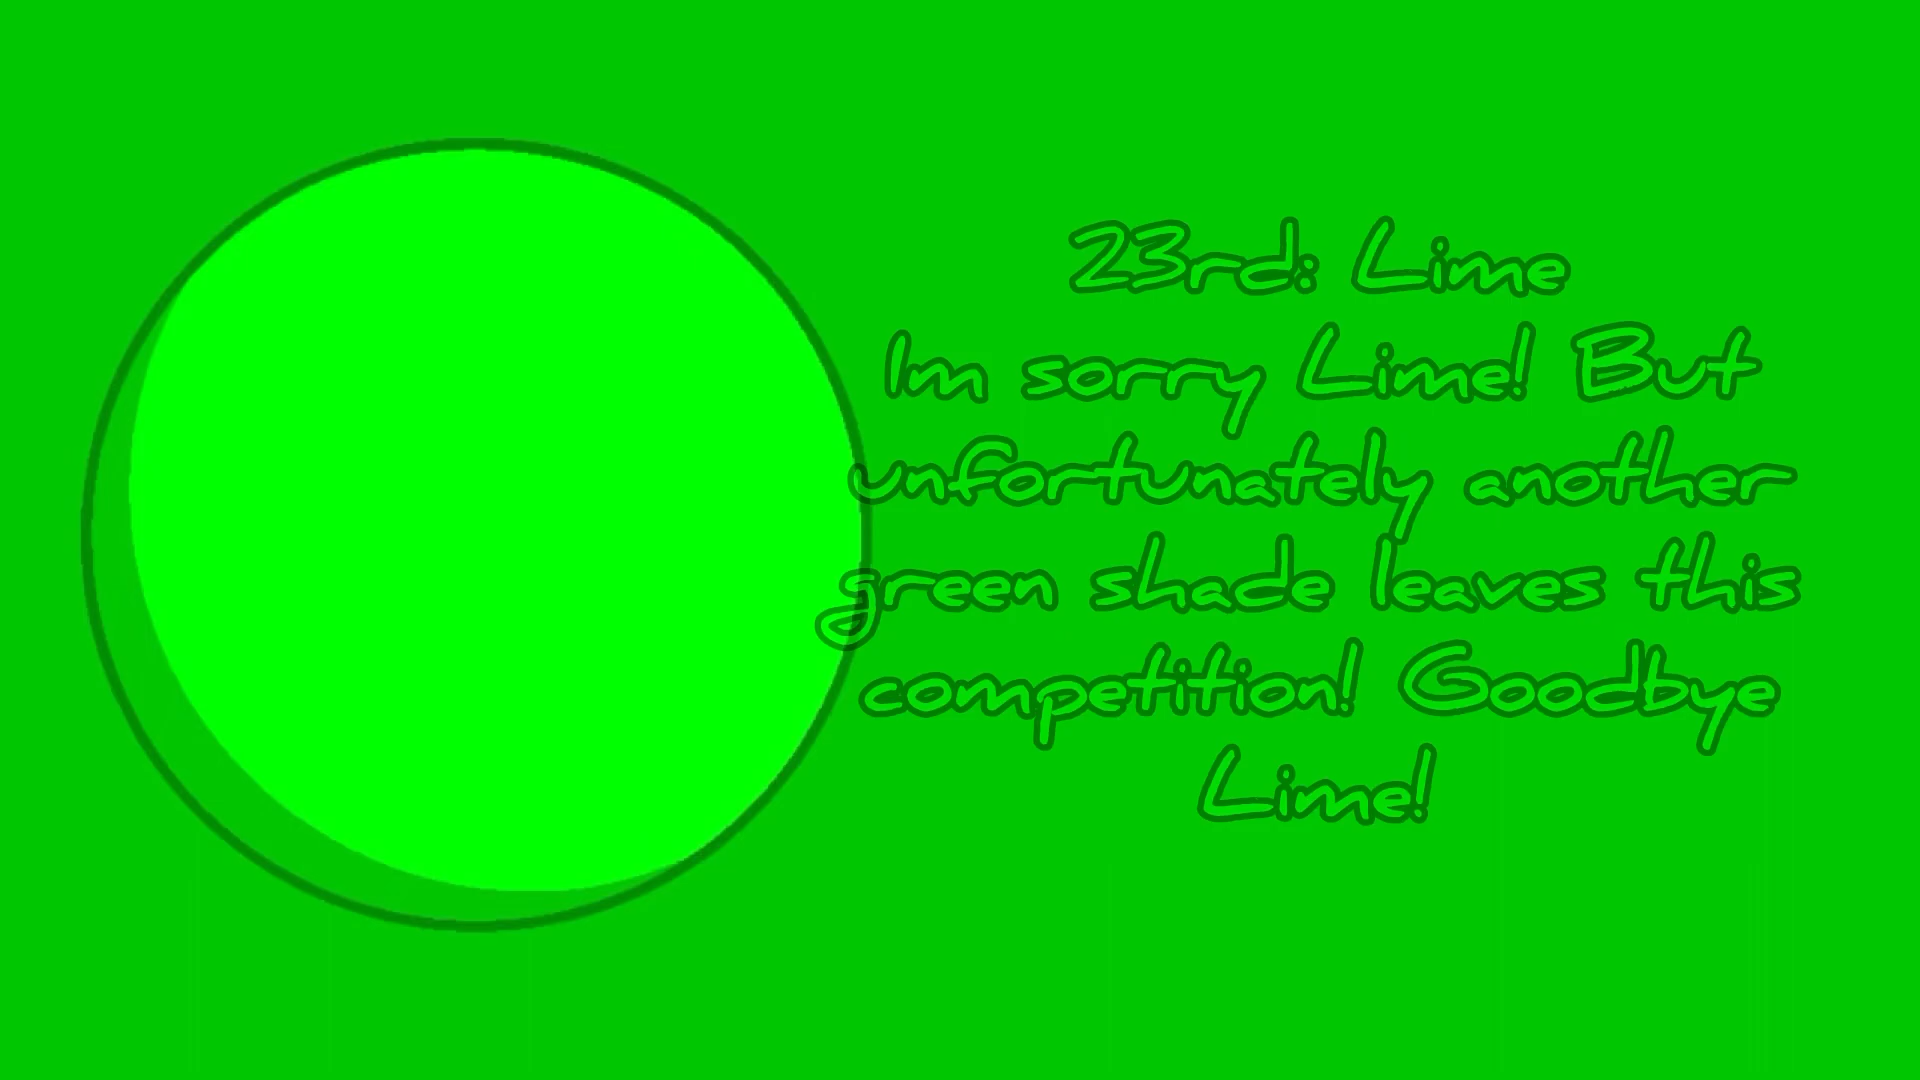 23rd: Lime
Im sorry Lime! But
unfortunately another
green shade leaves this
competition! Goodbye
Lime!